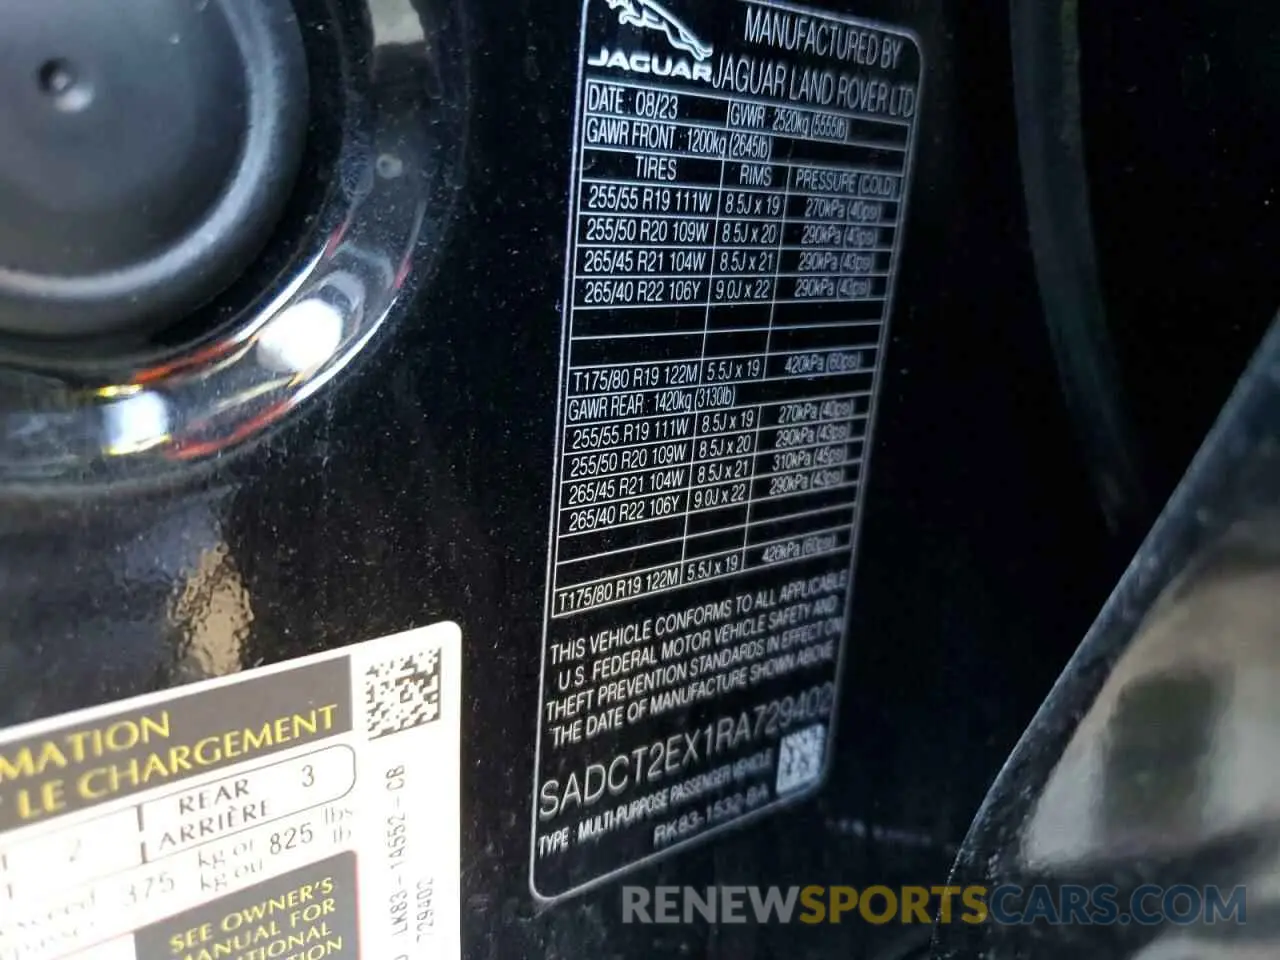 JAGUAR
MANUFACTURED BY
JAGUAR LAND ROVER LTD
DATE : 08/23 GVWR : 2520kg (5555lb)
GAWR FRONT : 1200kg (2645lb)
TIRES RIMS PRESSURE (COLD)
255/55 R19 111W 8.5J x 19 270kPa (40psi)
255/50 R20 109W 8.5J x 20 290kPa (43psi)
265/45 R21 104W 8.5J x 21 290kPa (43psi)
265/40 R22 106Y 9.0J x 22 290kPa (43psi)
T175/80 R19 122M 5.5J x 19 420kPa (60psi)
GAWR REAR : 1420kg (3130lb)
255/55 R19 111W 8.5J x 19 270kPa (40psi)
255/50 R20 109W 8.5J x 20 290kPa (43psi)
265/45 R21 104W 8.5J x 21 310kPa (45psi)
265/40 R22 106Y 9.0J x 22 290kPa (43psi)
T175/80 R19 122M 5.5J x 19 420kPa (60psi)
THIS VEHICLE CONFORMS TO ALL APPLICABLE
U.S. FEDERAL MOTOR VEHICLE SAFETY AND
THEFT PREVENTION STANDARDS IN EFFECT ON
THE DATE OF MANUFACTURE SHOWN ABOVE
SADCT2EX1RA729402
TYPE : MULTI-PURPOSE PASSENGER VEHICLE
RK83-1532-BA
MATION
LE CHARGEMENT
2 REAR 3
ARRIÈRE
kg or 825 lbs
375 kg ou lb
SEE OWNER'S
MANUAL FOR
LK83-1A552-CB
729402
RENEWSPORTSCARS.COM